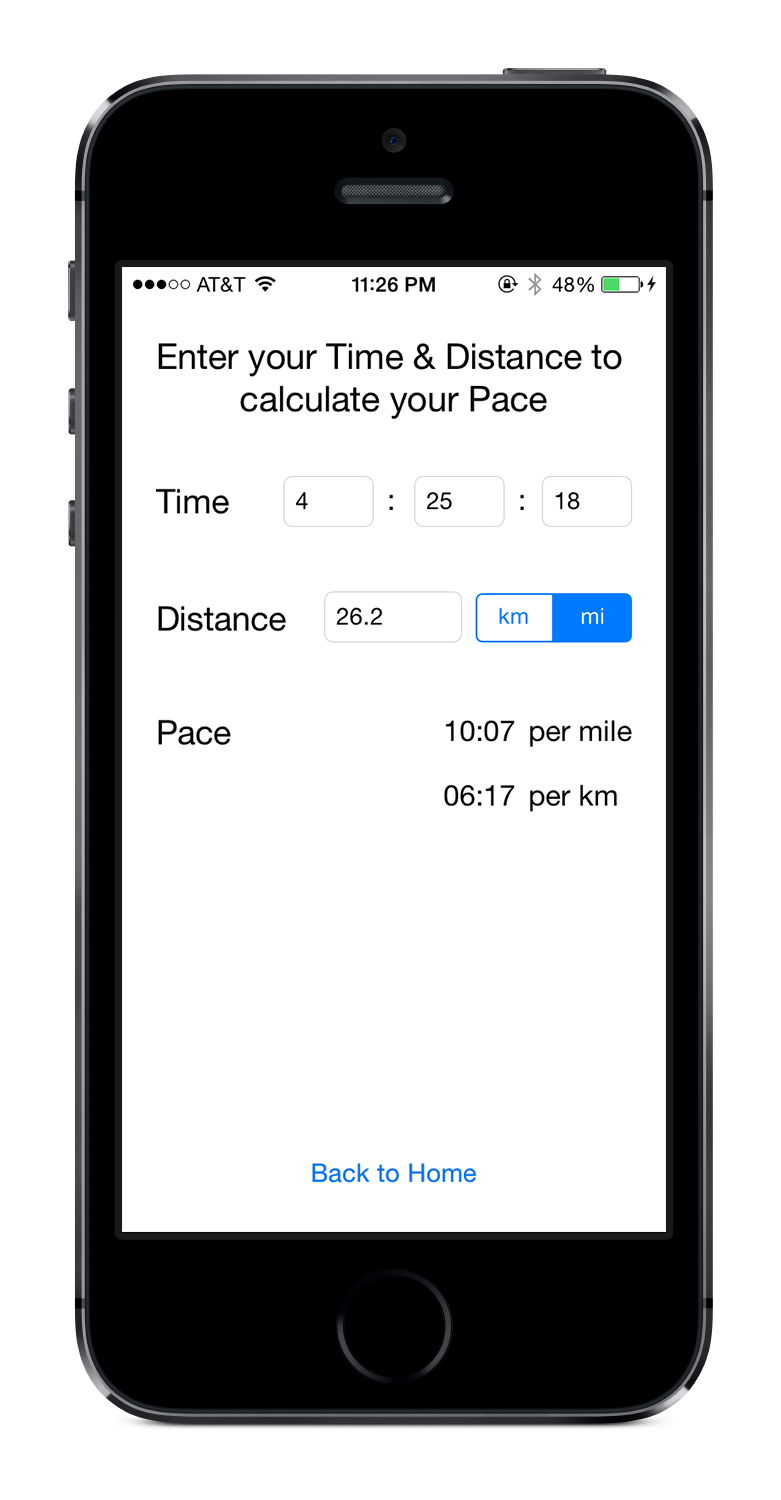 ●●●○○ AT&T 11:26 PM 48%
Enter your Time & Distance to
calculate your Pace
Time 4 : 25 : 18
Distance 26.2 km mi
Pace 10:07 per mile
06:17 per km
Back to Home